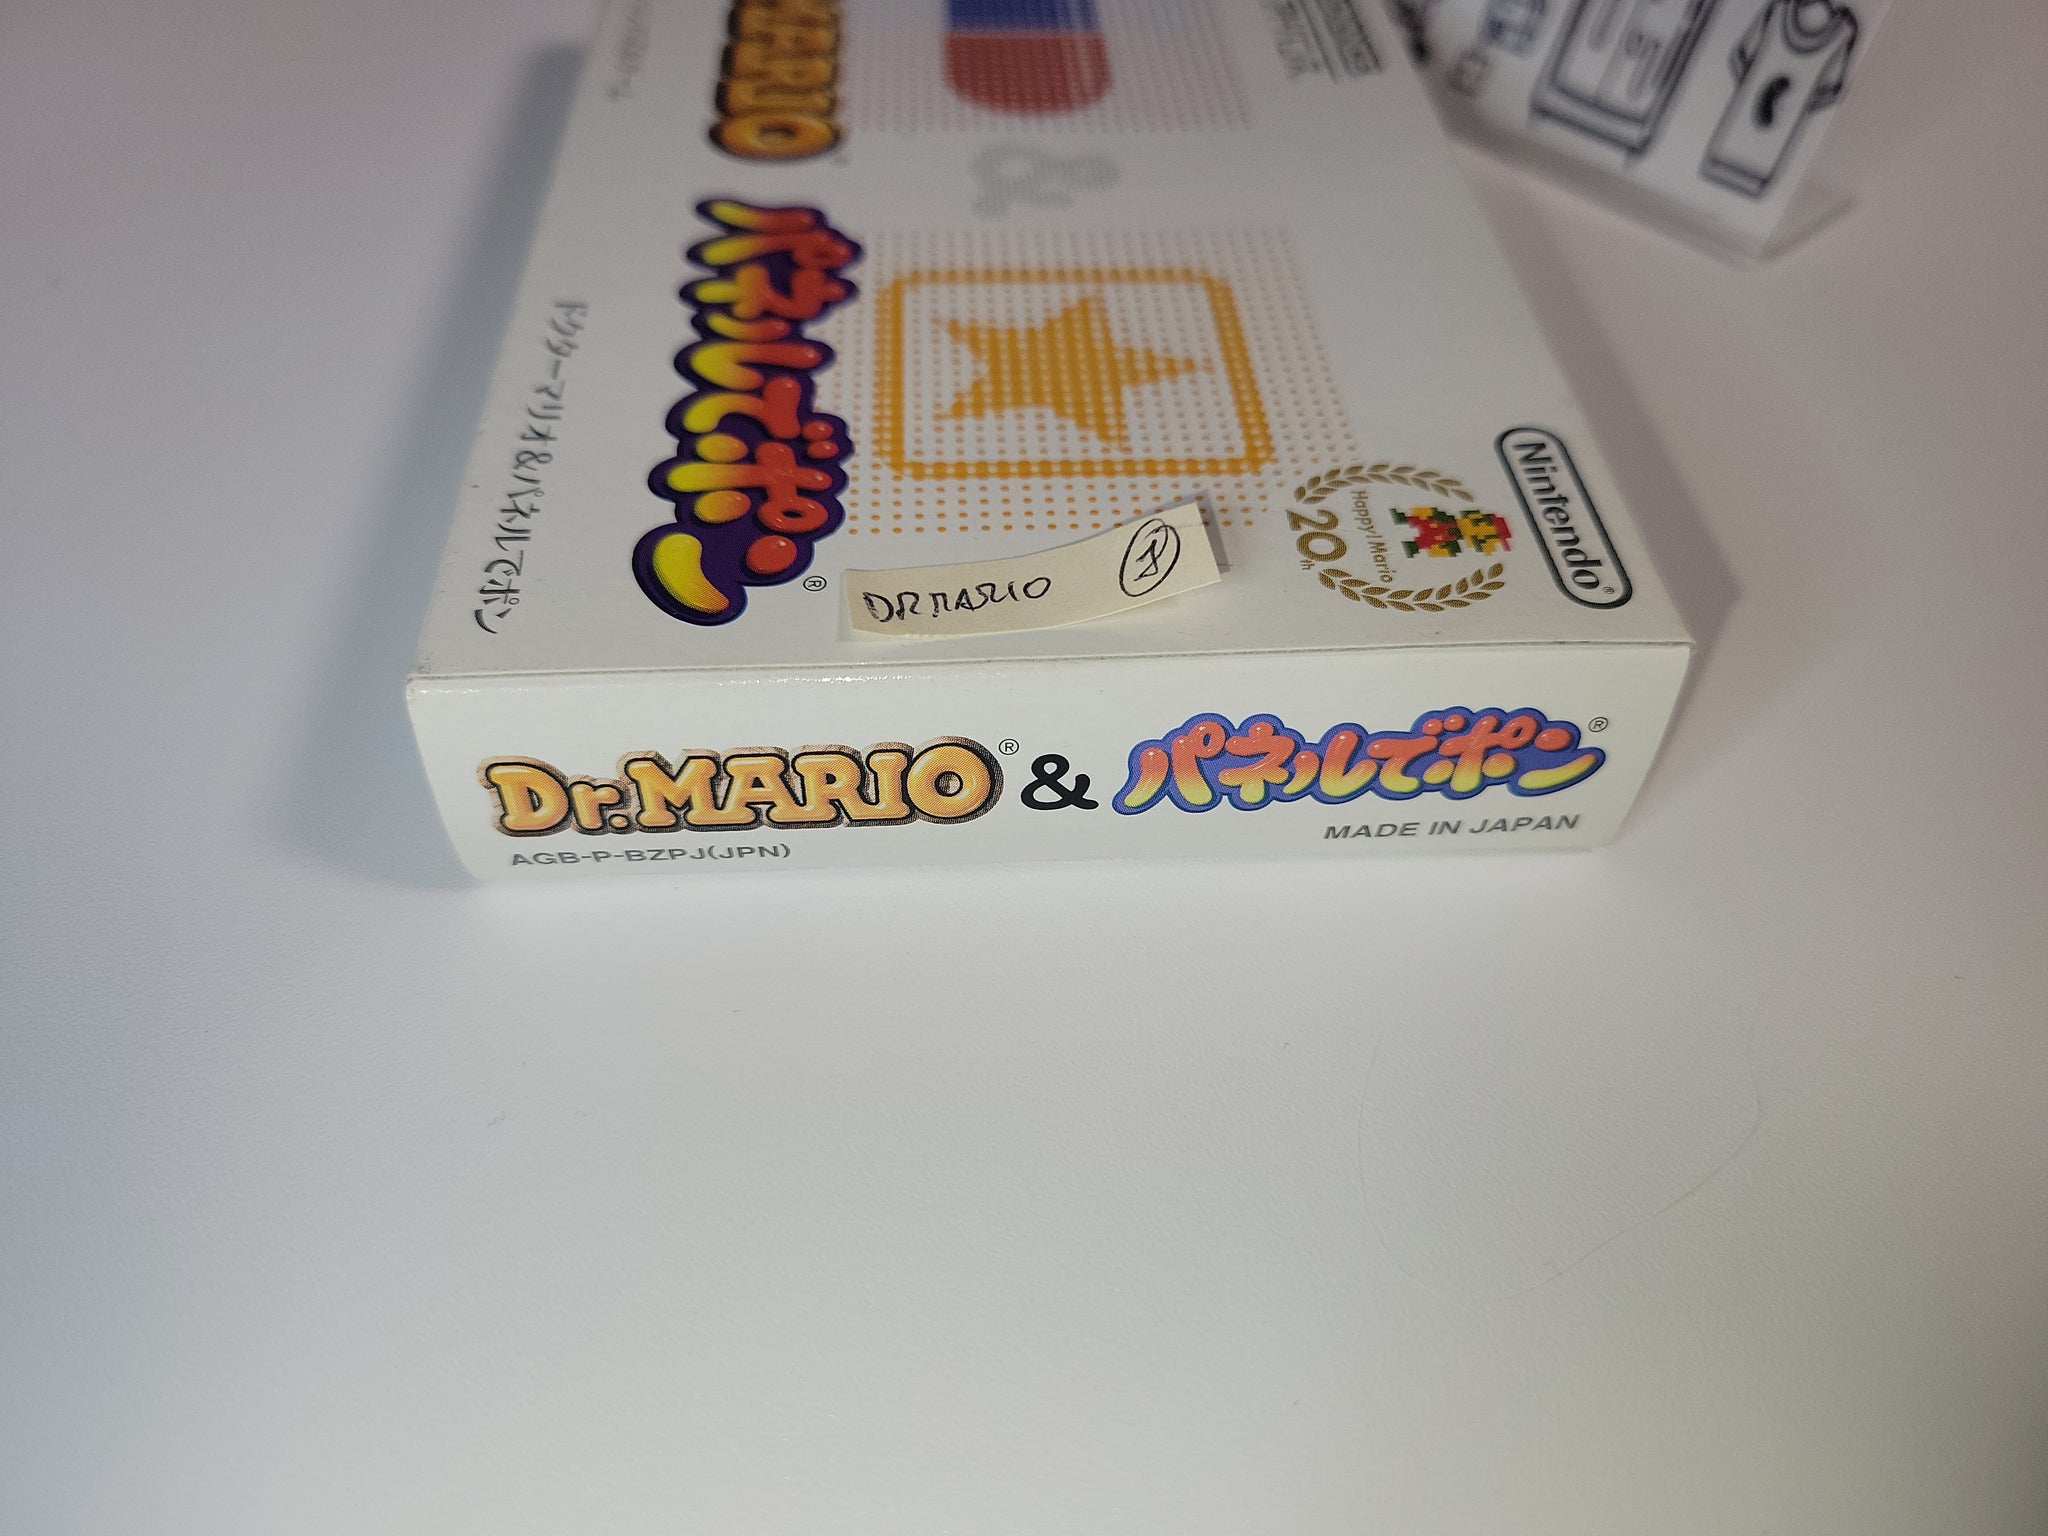 MARIO
パネルでポン®
ドクターマリオ&パネルでポン
&
Happy! Mario
20th
Nintendo®
DR MARIO
Dr. MARIO® & パネルでポン®
MADE IN JAPAN
AGB-P-BZPJ(JPN)